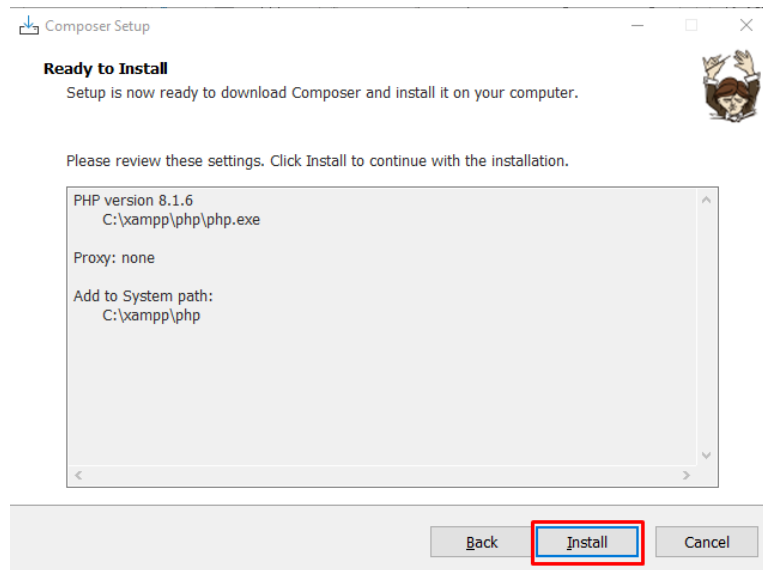 Composer Setup
Ready to Install
Setup is now ready to download Composer and install it on your computer.
Please review these settings. Click Install to continue with the installation.
PHP version 8.1.6
C:\xampp\php\php.exe
Proxy: none
Add to System path:
C:\xampp\php
Back
Install
Cancel